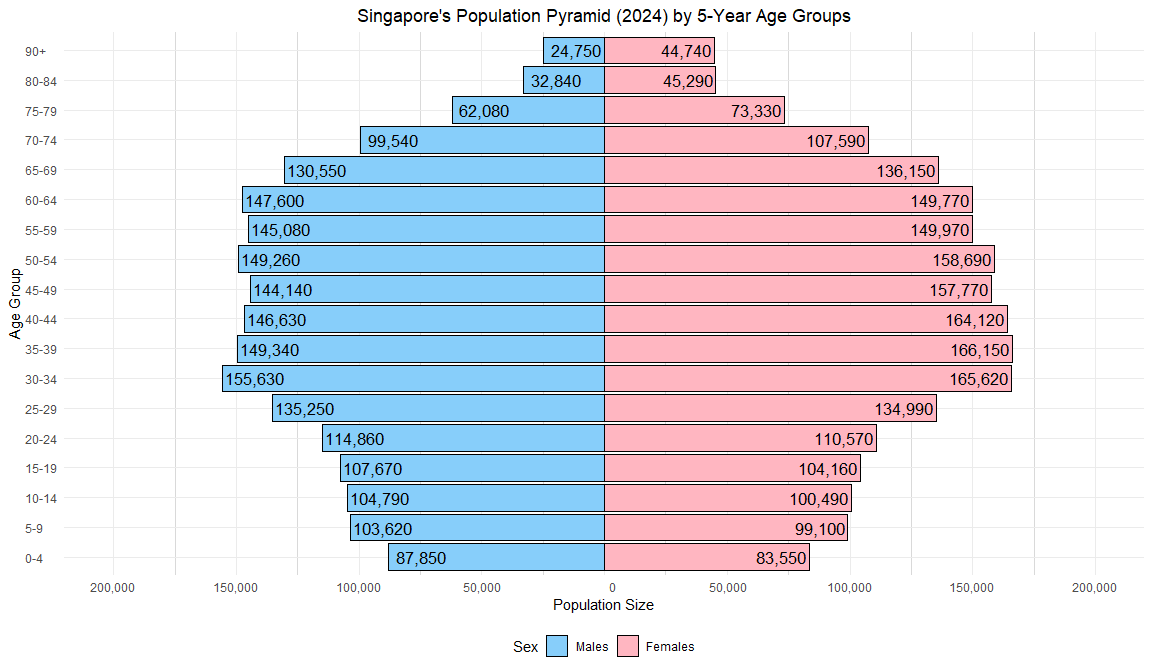 Singapore's Population Pyramid (2024) by 5-Year Age Groups
90+ 24,750 44,740
80-84 32,840 45,290
75-79 62,080 73,330
70-74 99,540 107,590
65-69 130,550 136,150
60-64 147,600 149,770
55-59 145,080 149,970
50-54 149,260 158,690
45-49 144,140 157,770
40-44 146,630 164,120
35-39 149,340 166,150
30-34 155,630 165,620
25-29 135,250 134,990
20-24 114,860 110,570
15-19 107,670 104,160
10-14 104,790 100,490
5-9 103,620 99,100
0-4 87,850 83,550
Age Group
200,000 150,000 100,000 50,000 0 50,000 100,000 150,000 200,000
Population Size
Sex Males Females